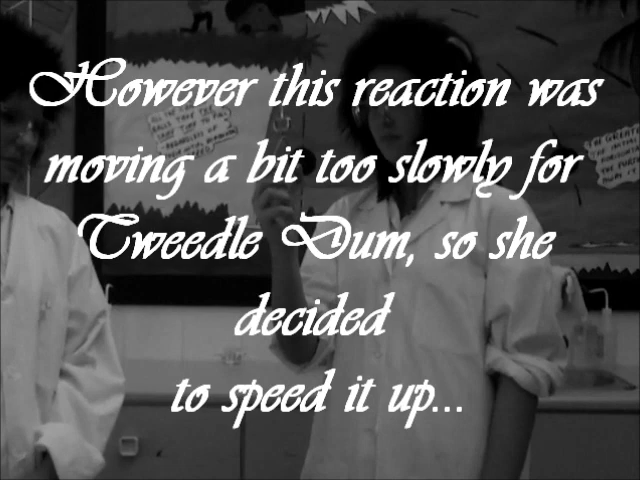 However this reaction was
moving a bit too slowly for
Tweedle Dum, so she
decided
to speed it up...